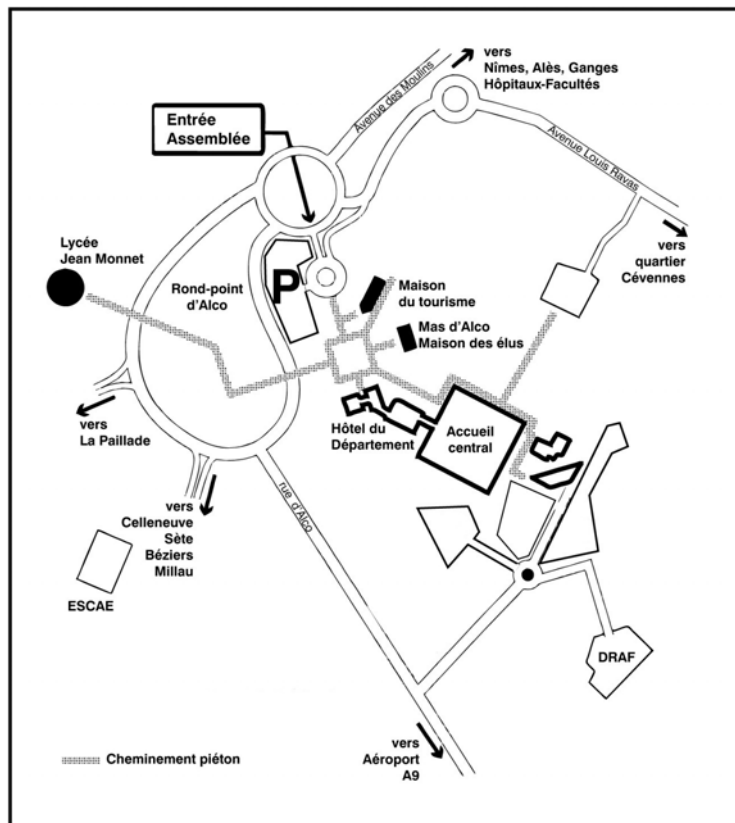 vers
Nîmes, Alès, Ganges
Hôpitaux-Facultés
Avenue des Moulins
Entrée
Assemblée
Avenue Louis Ravas
Lycée
Jean Monnet
vers
quartier
Cévennes
Rond-point
d'Alco
P
Maison
du tourisme
Mas d'Alco
Maison des élus
vers
La Paillade
Hôtel du
Département
Accueil
central
rue d'Alco
vers
Celleneuve
Sète
Béziers
Millau
ESCAE
DRAF
vers
Aéroport
A9
Cheminement piéton